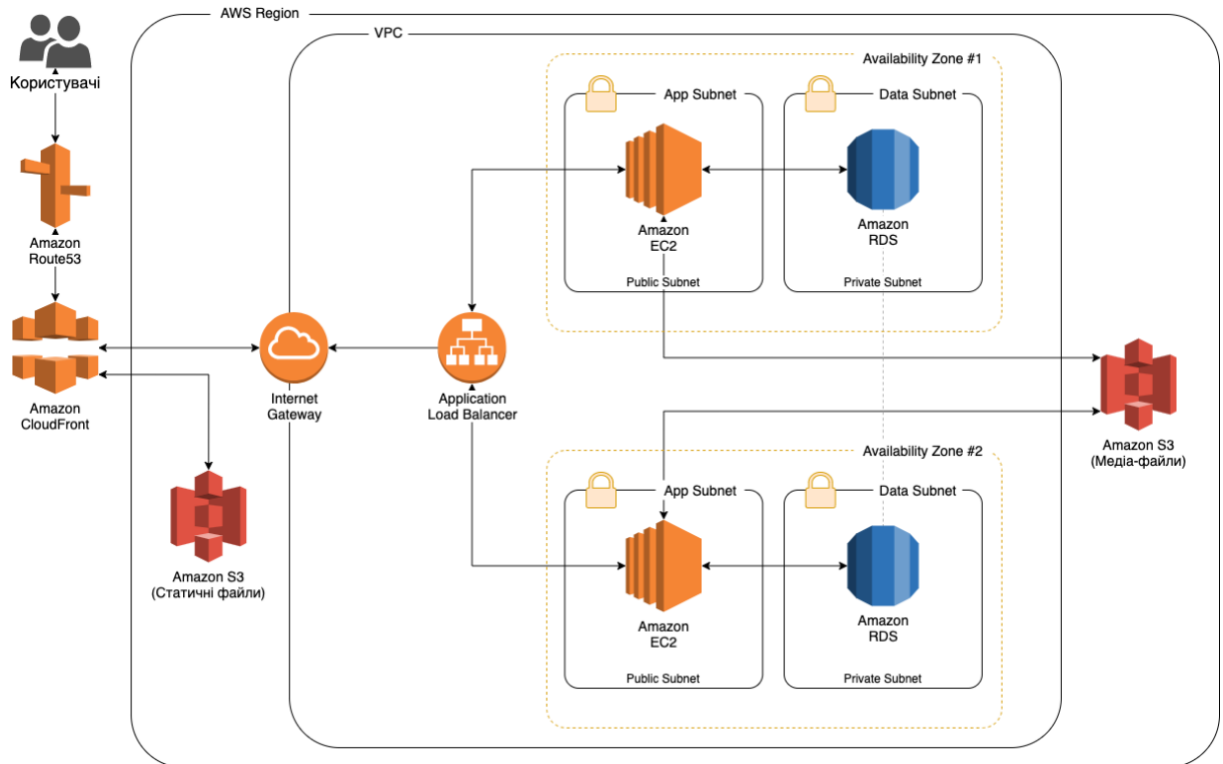 AWS Region
VPC
Користувачі
Availability Zone #1
App Subnet
Data Subnet
Amazon
Route53
Amazon
EC2
Amazon
RDS
Public Subnet
Private Subnet
Amazon
CloudFront
Internet
Gateway
Application
Load Balancer
Amazon S3
(Медіа-файли)
Availability Zone #2
App Subnet
Data Subnet
Amazon S3
(Статичні файли)
Amazon
EC2
Amazon
RDS
Public Subnet
Private Subnet